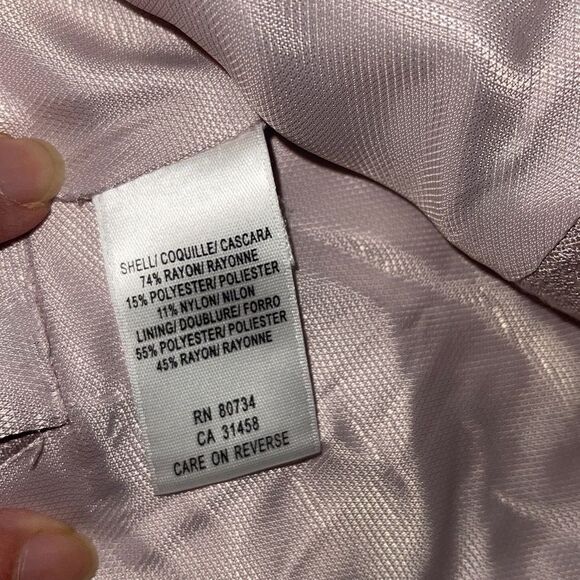 SHELL/ COQUILLE/ CASCARA
74% RAYON/ RAYONNE
15% POLYESTER/ POLIESTER
11% NYLON/ NILON
LINING/ DOUBLURE/ FORRO
55% POLYESTER/ POLIESTER
45% RAYON/ RAYONNE
RN 80734
CA 31458
CARE ON REVERSE